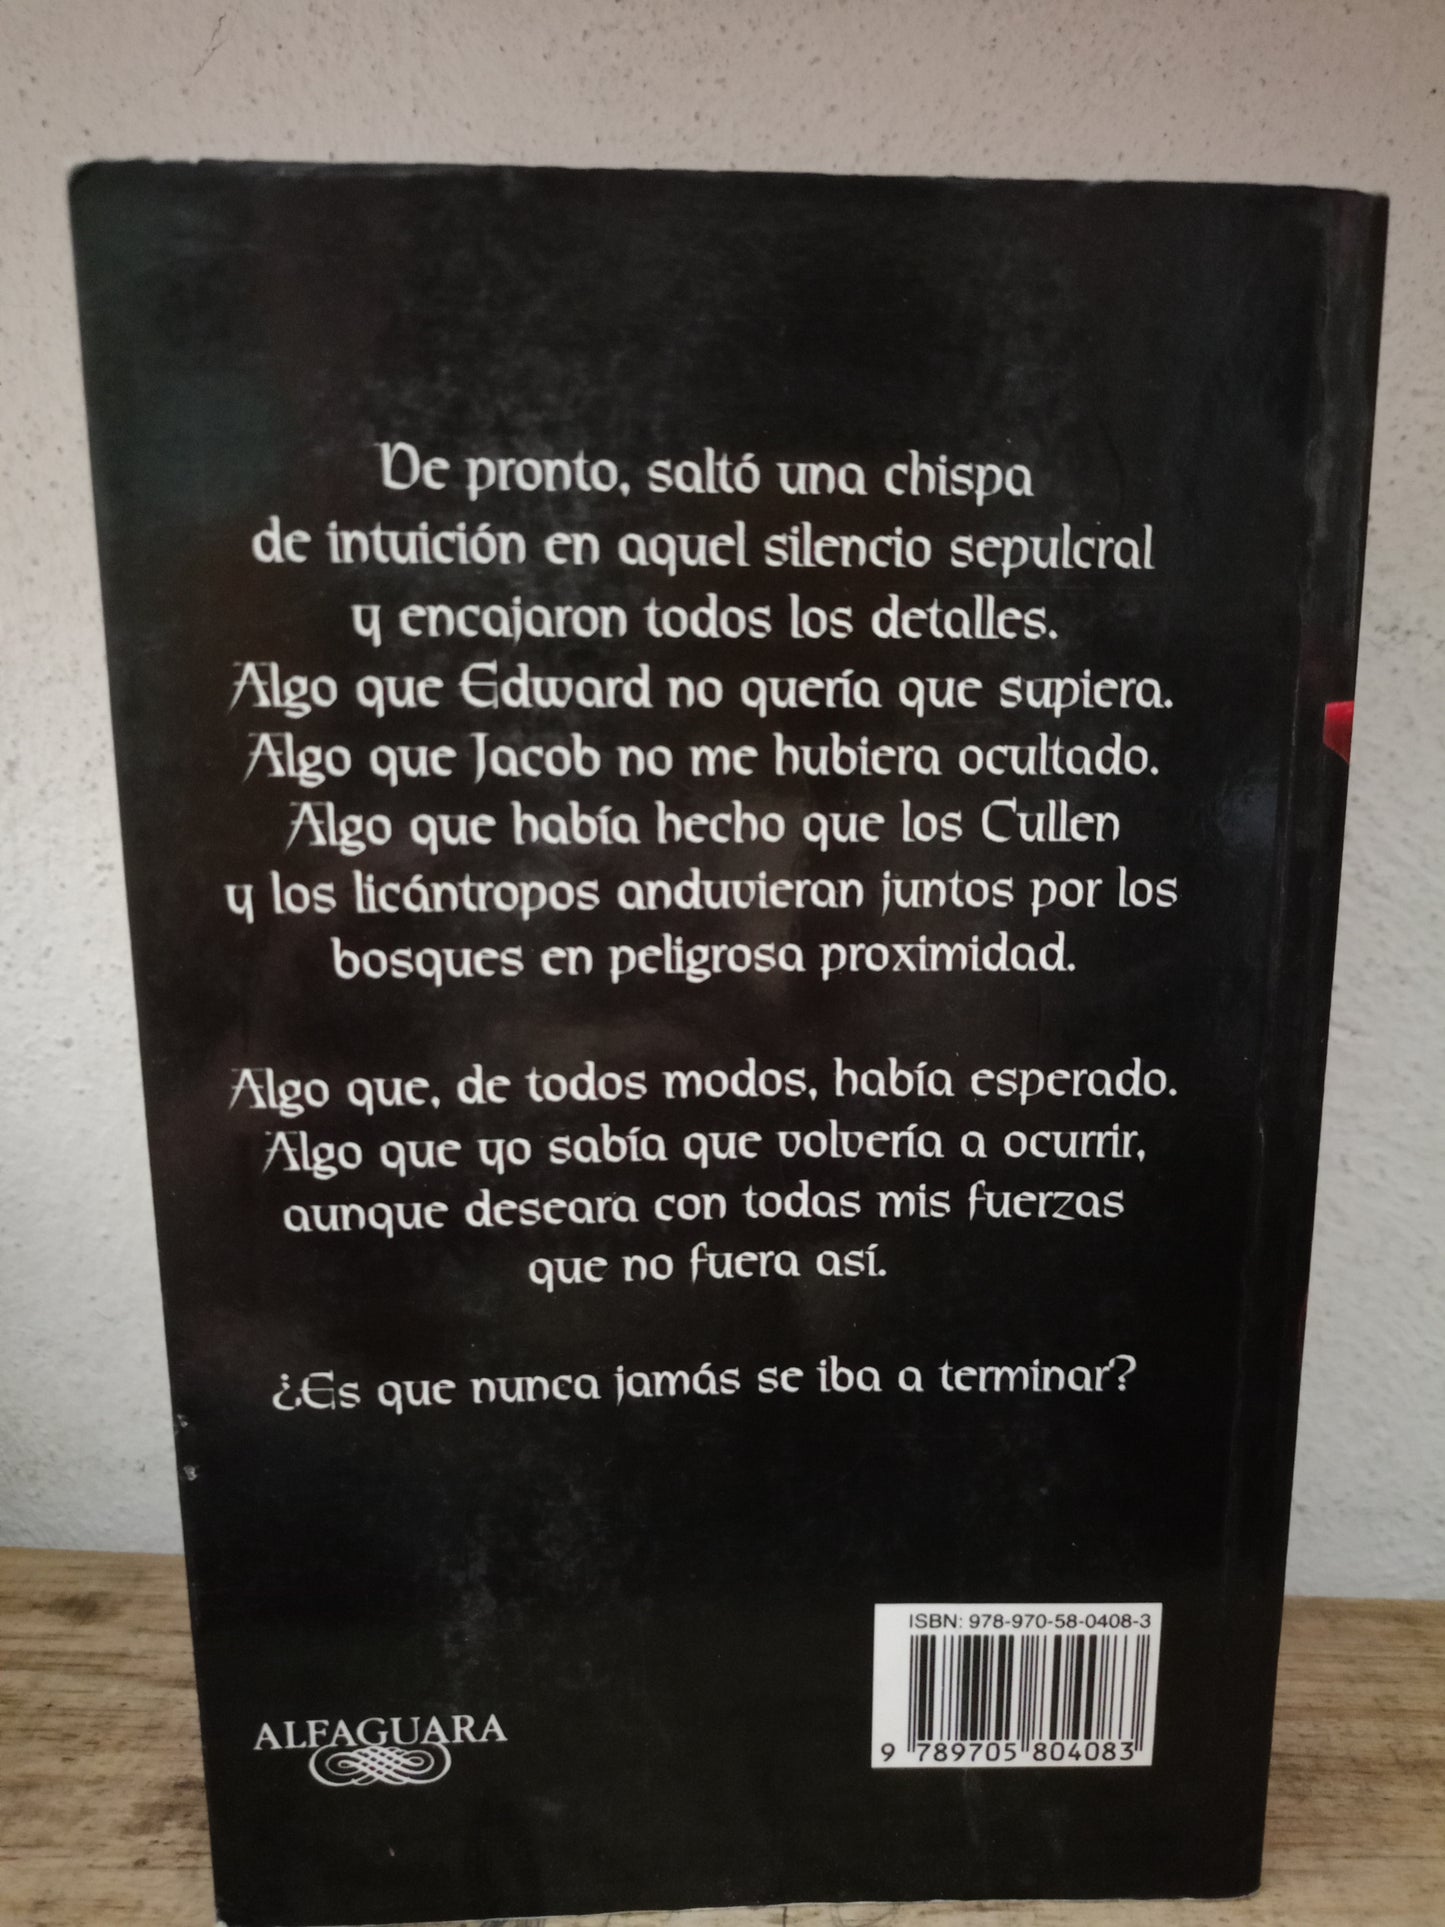 De pronto, saltó una chispa
de intuición en aquel silencio sepulcral
y encajaron todos los detalles.
Algo que Edward no quería que supiera.
Algo que Jacob no me hubiera ocultado.
Algo que había hecho que los Cullen
y los licántropos anduvieran juntos por los
bosques en peligrosa proximidad.
Algo que, de todos modos, había esperado.
Algo que yo sabía que volvería a ocurrir,
aunque deseara con todas mis fuerzas
que no fuera así.
¿Es que nunca jamás se iba a terminar?
ISBN: 978-970-58-0408-3
9 789705 804083
ALFAGUARA